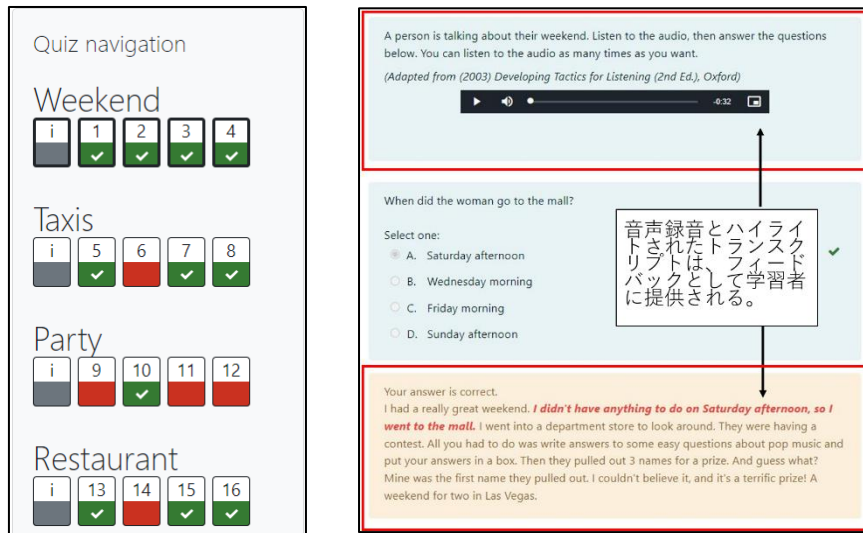 Quiz navigation
Weekend
i 1 2 3 4
Taxis
i 5 6 7 8
Party
i 9 10 11 12
Restaurant
i 13 14 15 16
A person is talking about their weekend. Listen to the audio, then answer the questions
below. You can listen to the audio as many times as you want.
(Adapted from (2003) Developing Tactics for Listening (2nd Ed.), Oxford)
-0:32
When did the woman go to the mall?
Select one:
A. Saturday afternoon
B. Wednesday morning
C. Friday morning
D. Sunday afternoon
音声録音とハイライ
トされたトランスク
リプトは、フィード
バックとして学習者
に提供される。
Your answer is correct.
I had a really great weekend. I didn't have anything to do on Saturday afternoon, so I
went to the mall. I went into a department store to look around. They were having a
contest. All you had to do was write answers to some easy questions about pop music and
put your answers in a box. Then they pulled out 3 names for a prize. And guess what?
Mine was the first name they pulled out. I couldn't believe it, and it's a terrific prize! A
weekend for two in Las Vegas.